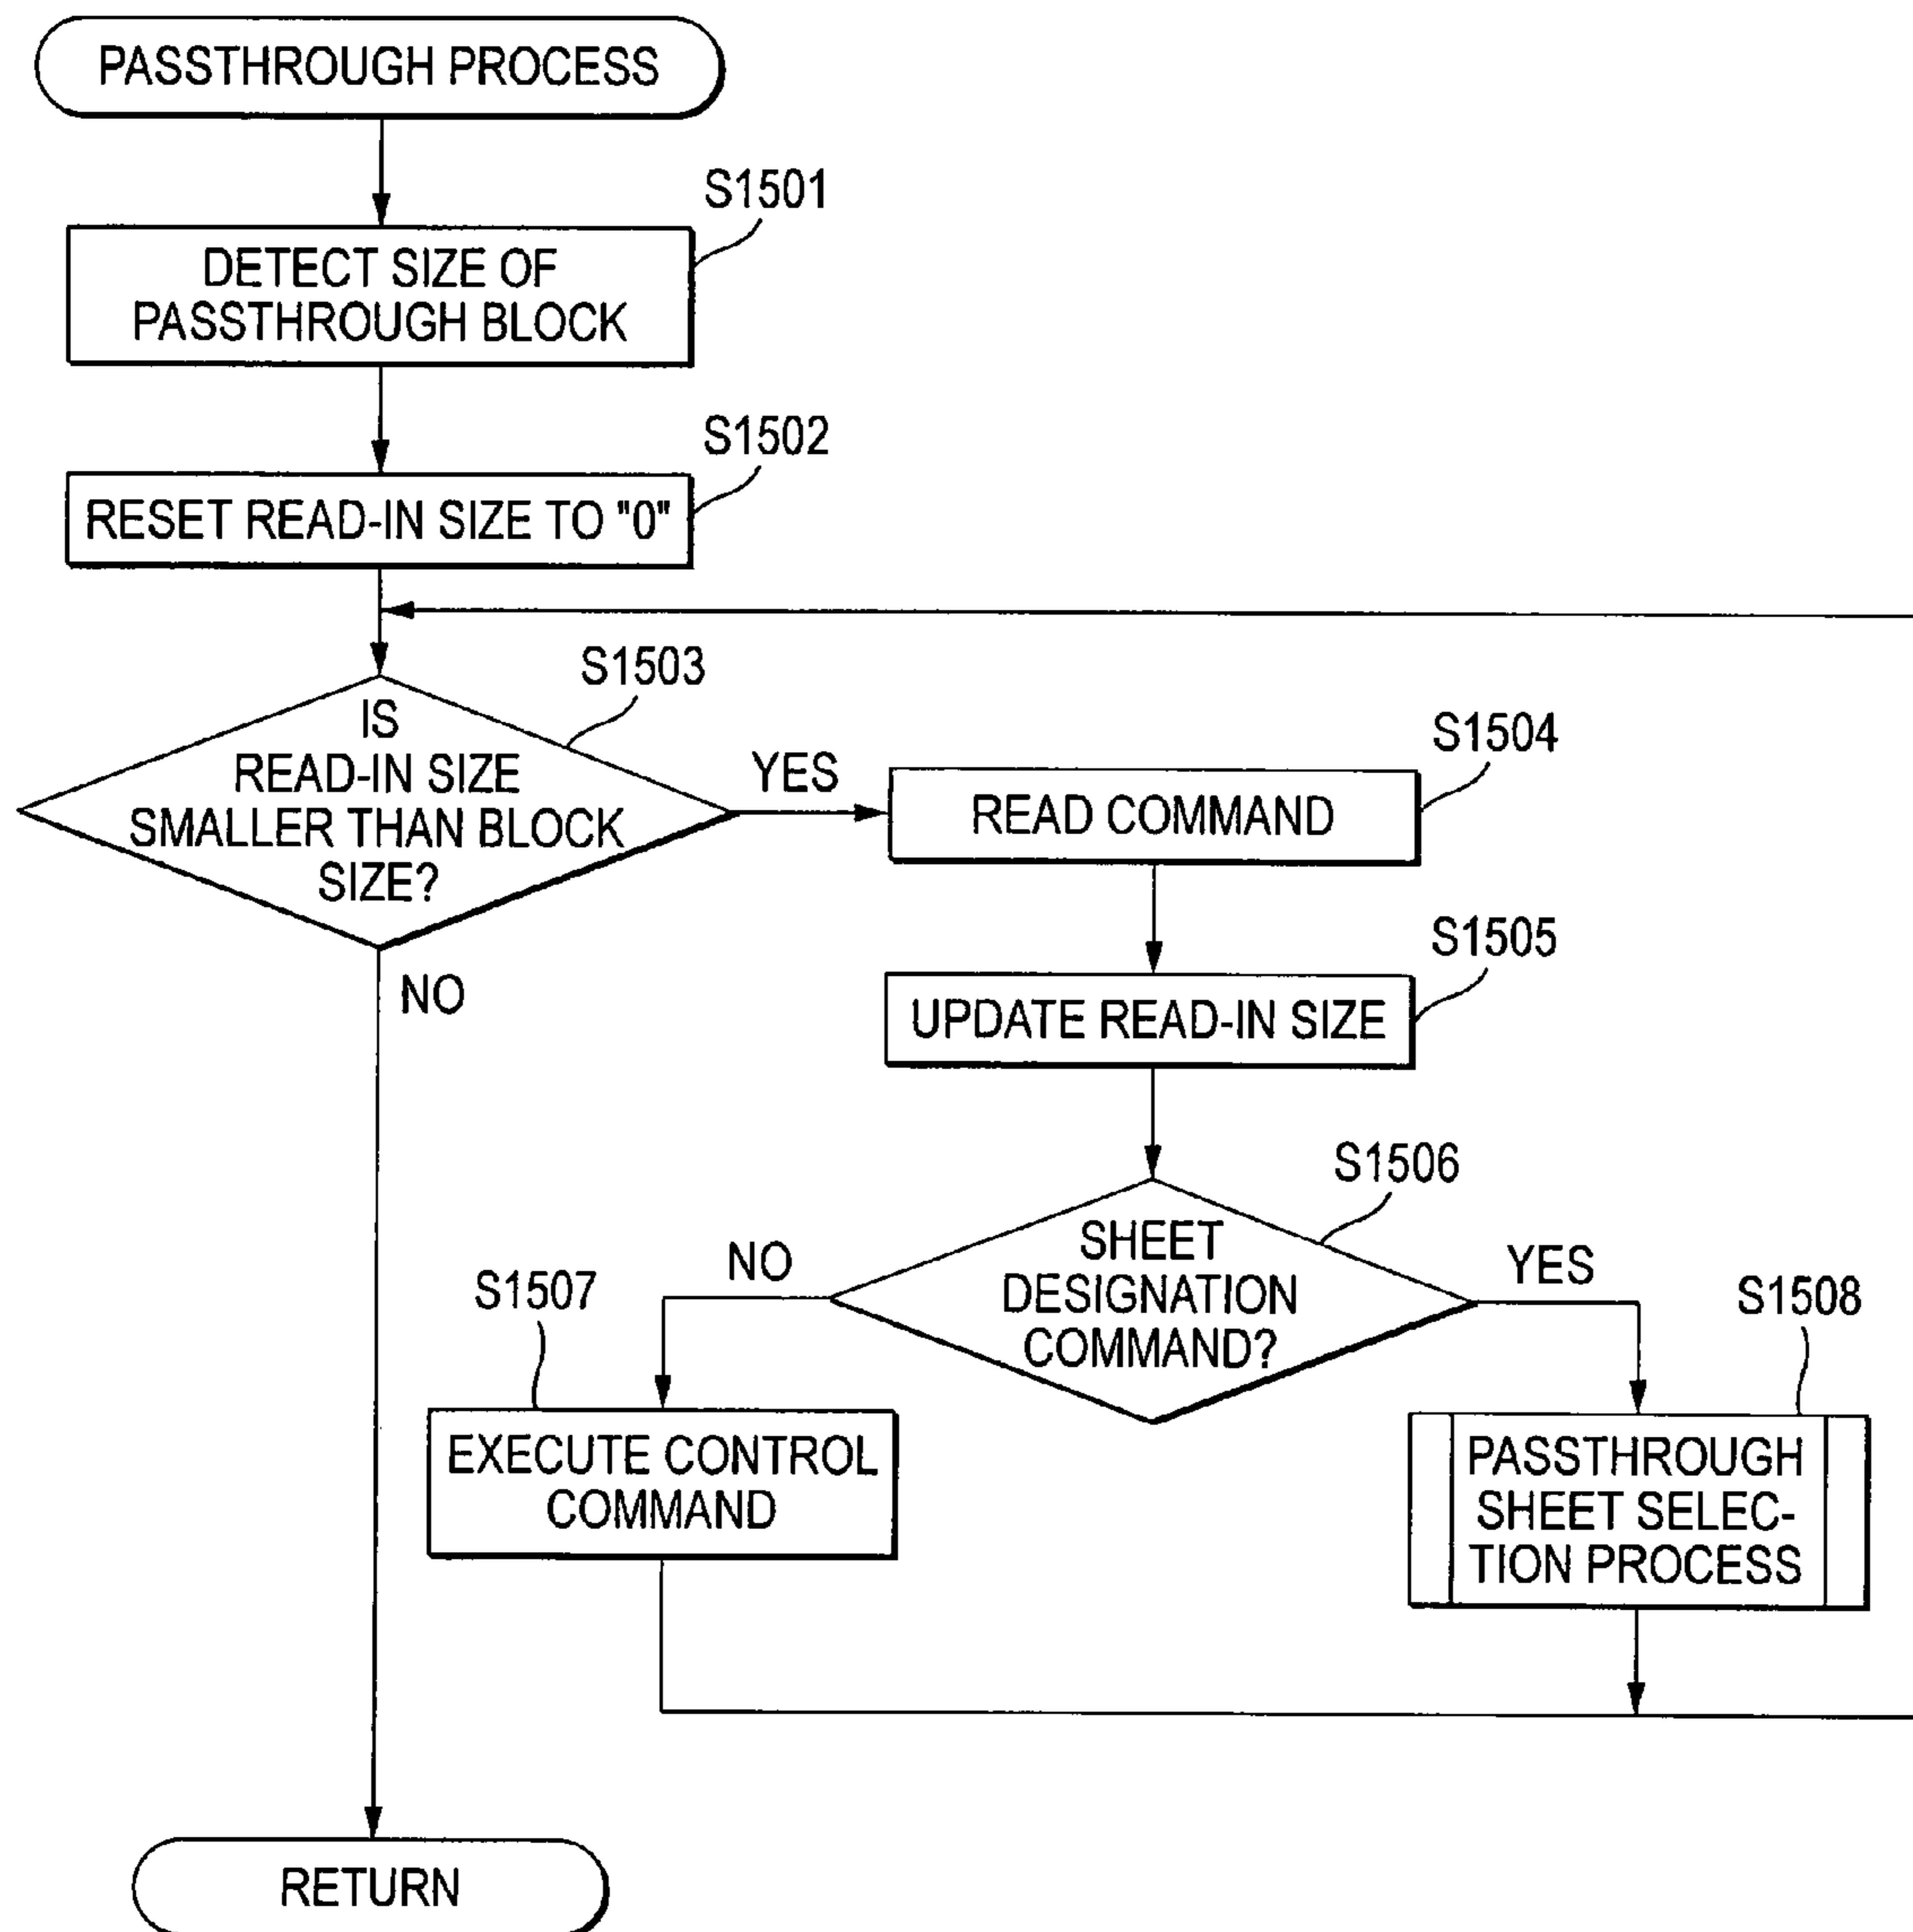 PASSTHROUGH PROCESS
S1501
DETECT SIZE OF
PASSTHROUGH BLOCK
S1502
RESET READ-IN SIZE TO "0"
S1503
IS
READ-IN SIZE
SMALLER THAN BLOCK
SIZE?
YES
NO
S1504
READ COMMAND
S1505
UPDATE READ-IN SIZE
S1506
SHEET
DESIGNATION
COMMAND?
NO
YES
S1507
EXECUTE CONTROL
COMMAND
S1508
PASSTHROUGH
SHEET SELEC-
TION PROCESS
RETURN